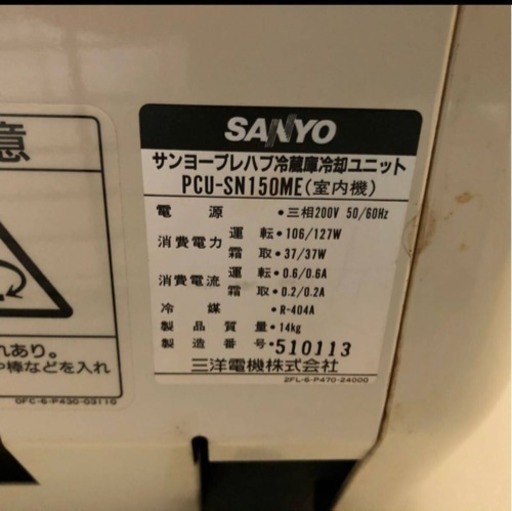 意
れあり。
や棒などを入れ
OFC-6-P430-03110
SANYO
サンヨープレハブ冷蔵庫冷却ユニット
PCU-SN150ME(室内機)
電源 ・三相200V 50/60Hz
消費電力 運転・106/127W
霜取・37/37W
消費電流 運転・0.6/0.6A
霜取・0.2/0.2A
冷媒 ・R-404A
製品質量・14kg
製造番号・510113
三洋電機株式会社
2FL-6-P470-24000